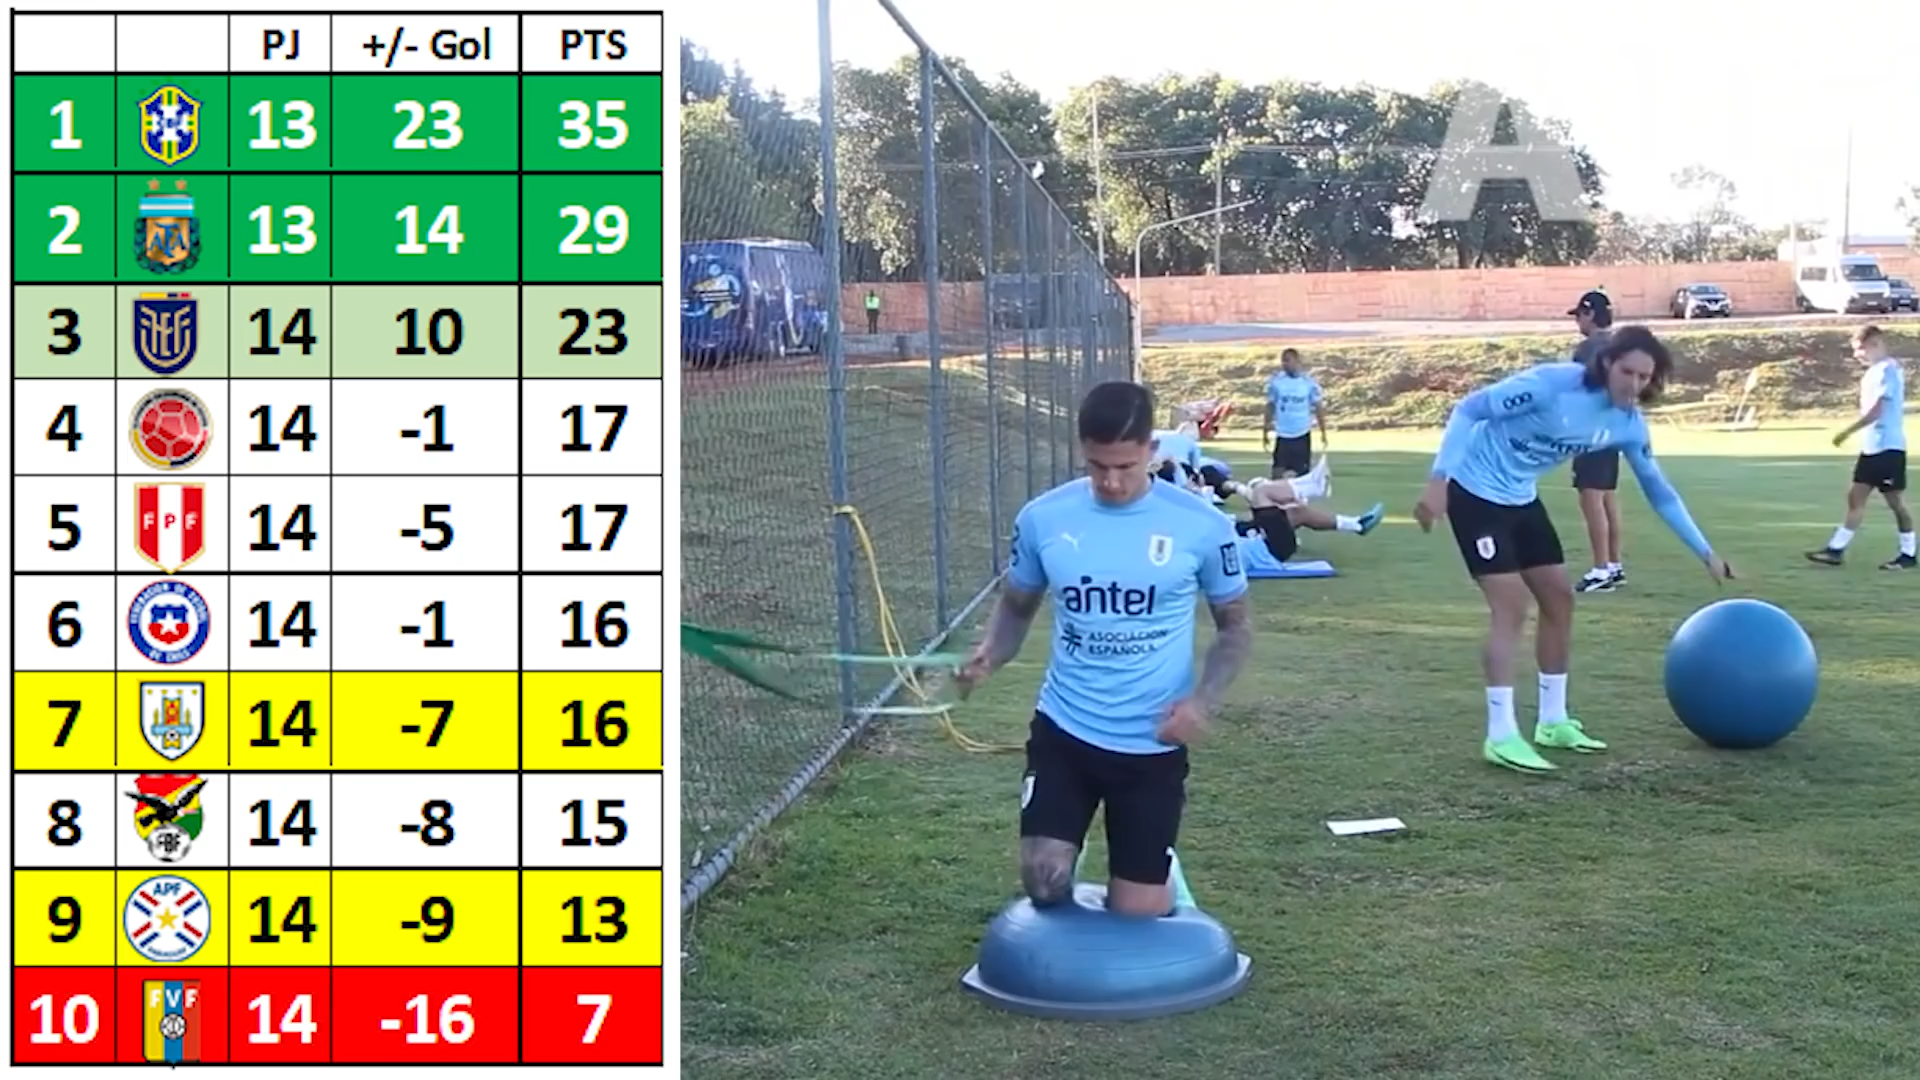 PJ +/- Gol PTS
1 13 23 35
2 13 14 29
3 14 10 23
4 14 -1 17
5 FPF 14 -5 17
6 14 -1 16
7 14 -7 16
8 FBF 14 -8 15
9 APF 14 -9 13
10 FVF 14 -16 7
A
antel
ASOCIACION
ESPAÑOLA